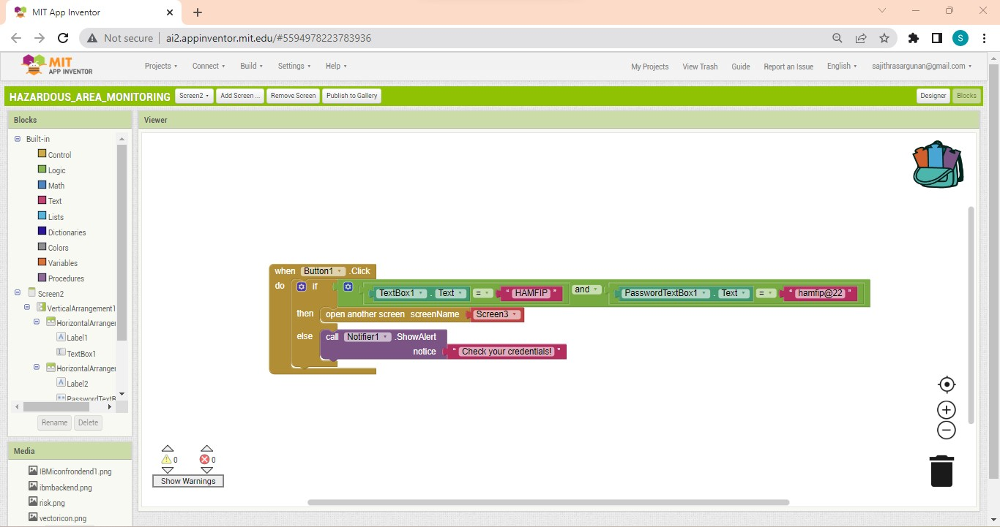 MIT App Inventor
Not secure ai2.appinventor.mit.edu/#5594978223783936 S
MIT APP INVENTOR Projects Connect Build Settings Help My Projects View Trash Guide Report an Issue English sajithrasargunan@gmail.com
HAZARDOUS_AREA_MONITORING Screen2 Add Screen ... Remove Screen Publish to Gallery Designer Blocks
Blocks Viewer
Built-in
Control
Logic
Math
Text
Lists
Dictionaries
Colors
Variables
Procedures
Screen2
VerticalArrangement1
HorizontalArranger
A Label1
TextBox1
HorizontalArranger
A Label2
PasswordTextB
Rename Delete
Media
IBMiconfrondend1.png
ibmbackend.png
risk.png
vectoricon.png
when Button1 .Click
do if TextBox1 . Text = " HAMFIP " and PasswordTextBox1 . Text = " hamfip@22 "
then open another screen screenName Screen3
else call Notifier1 .ShowAlert
notice " Check your credentials! "
0 0
Show Warnings